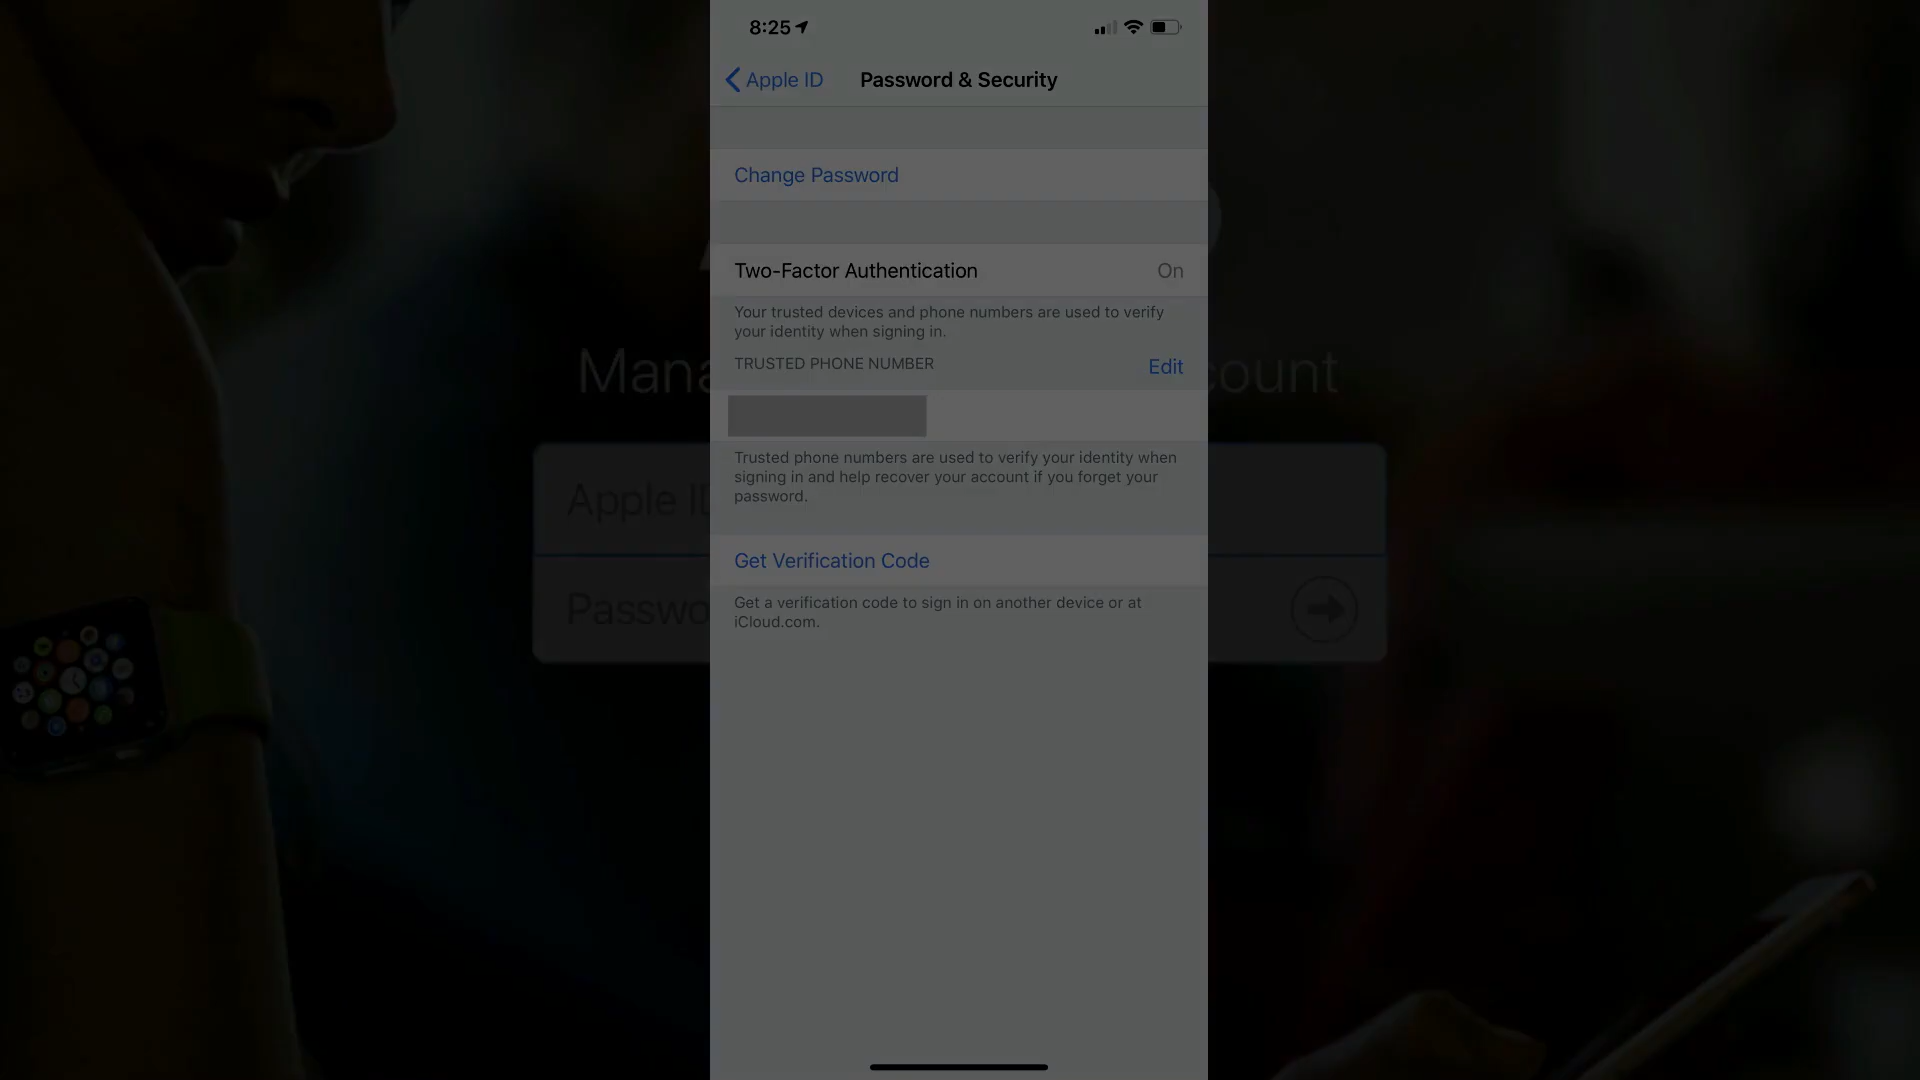 8:25
Apple ID
Password & Security
Change Password
Two-Factor Authentication
On
Your trusted devices and phone numbers are used to verify
your identity when signing in.
TRUSTED PHONE NUMBER
Edit
Mana
count
Trusted phone numbers are used to verify your identity when
signing in and help recover your account if you forget your
password.
Apple I
Get Verification Code
Passwo
Get a verification code to sign in on another device or at
iCloud.com.